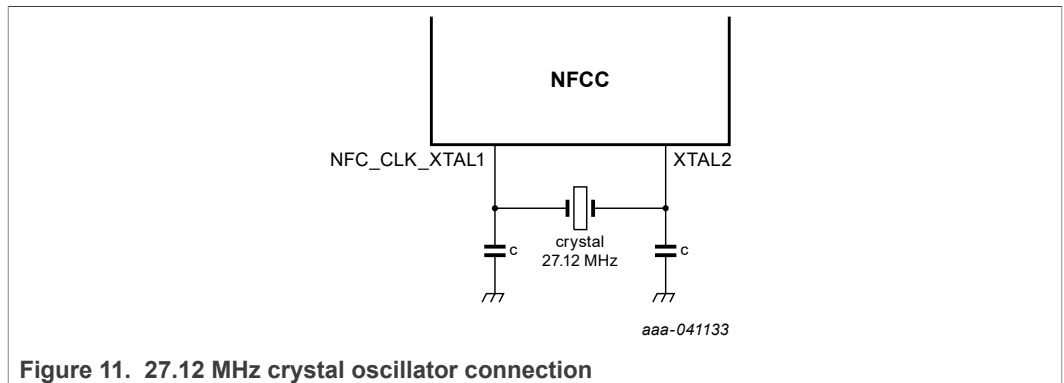 NFCC
NFC_CLK_XTAL1
XTAL2
c
crystal
27.12 MHz
c
aaa-041133
Figure 11. 27.12 MHz crystal oscillator connection